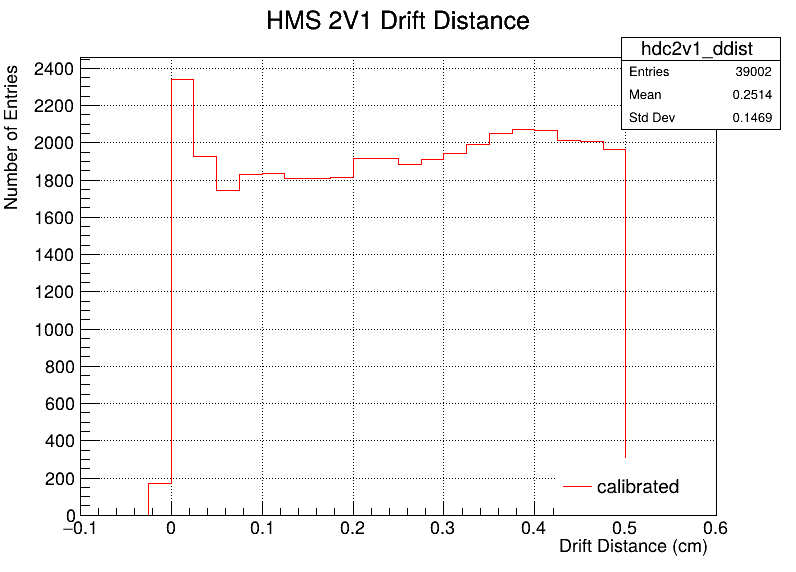 HMS 2V1 Drift Distance
hdc2v1_ddist
Entries 39002
Mean 0.2514
Std Dev 0.1469
Number of Entries
2400
2200
2000
1800
1600
1400
1200
1000
800
600
400
200
0
calibrated
−0.1 0 0.1 0.2 0.3 0.4 0.5 0.6
Drift Distance (cm)